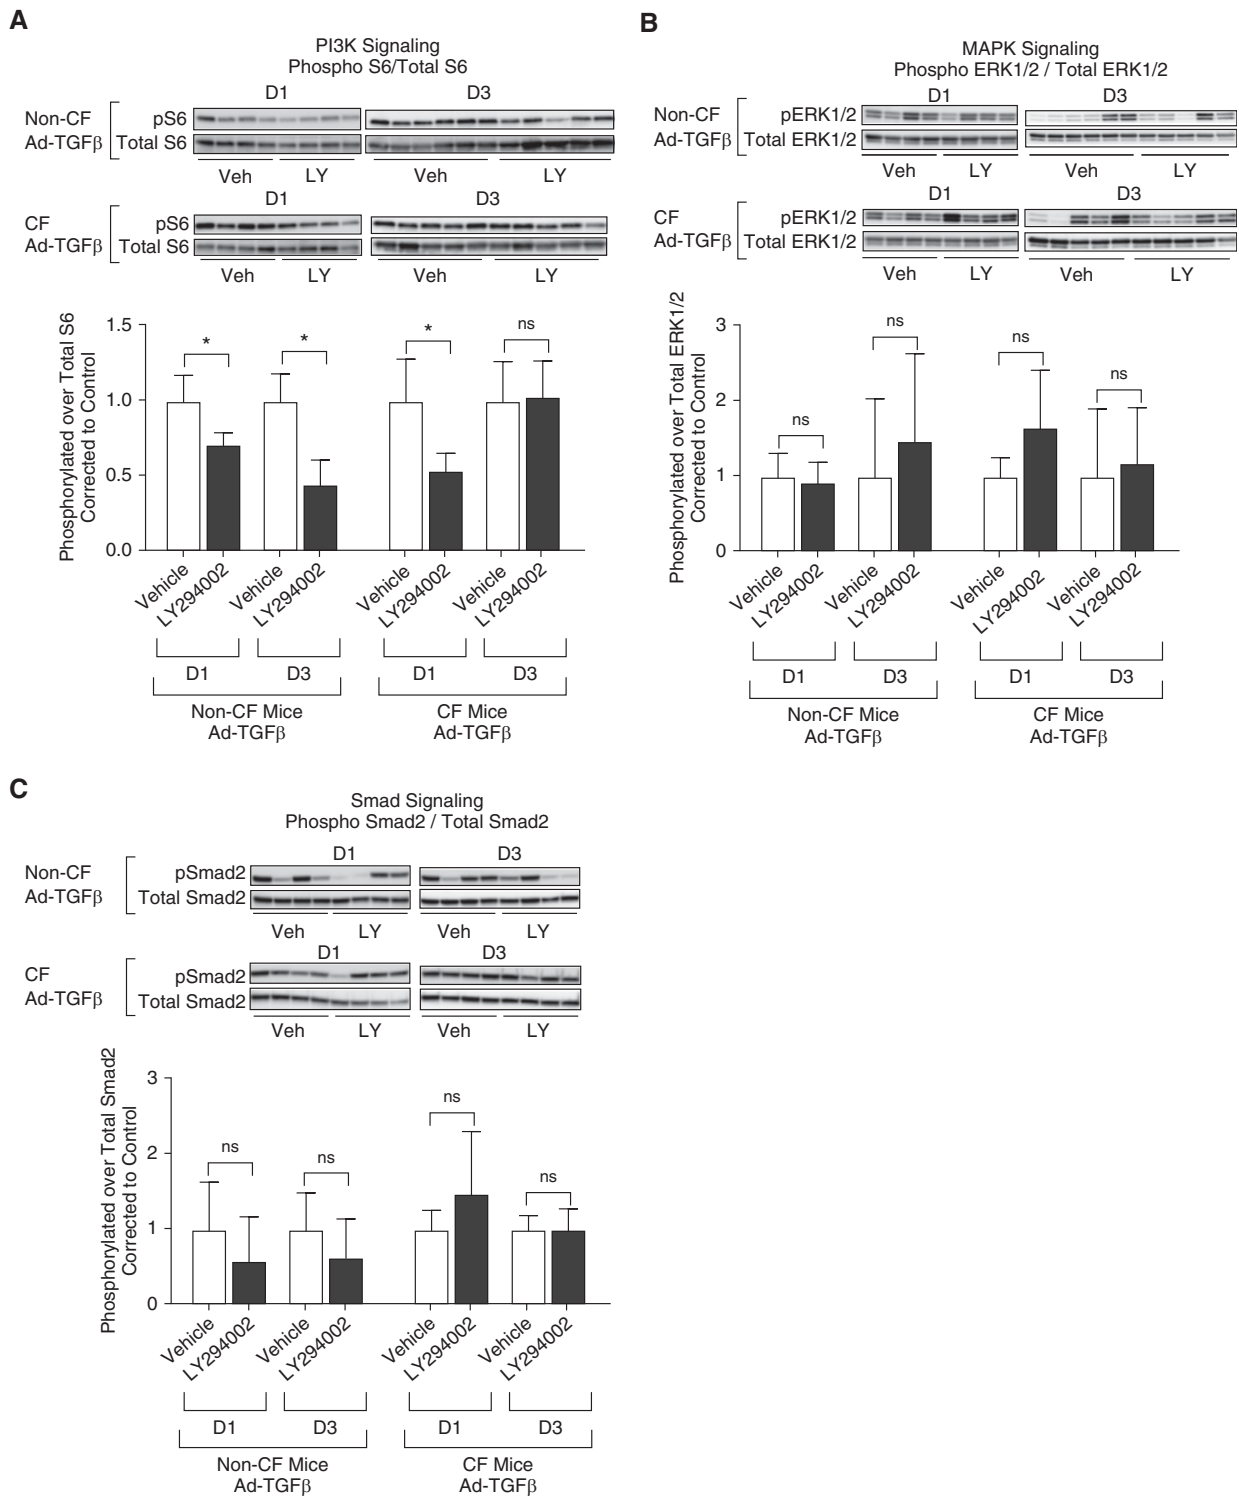 A
PI3K Signaling
Phospho S6/Total S6
D1 D3
Non-CF pS6
Ad-TGFβ Total S6
Veh LY Veh LY
D1 D3
CF pS6
Ad-TGFβ Total S6
Veh LY Veh LY
Phosphorylated over Total S6
Corrected to Control
1.5
1.0
0.5
0.0
* * * ns
Vehicle LY294002 Vehicle LY294002 Vehicle LY294002 Vehicle LY294002
D1 D3 D1 D3
Non-CF Mice CF Mice
Ad-TGFβ Ad-TGFβ
B
MAPK Signaling
Phospho ERK1/2 / Total ERK1/2
D1 D3
Non-CF pERK1/2
Ad-TGFβ Total ERK1/2
Veh LY Veh LY
D1 D3
CF pERK1/2
Ad-TGFβ Total ERK1/2
Veh LY Veh LY
Phosphorylated over Total ERK1/2
Corrected to Control
3
2
1
0
ns ns ns ns
Vehicle LY294002 Vehicle LY294002 Vehicle LY294002 Vehicle LY294002
D1 D3 D1 D3
Non-CF Mice CF Mice
Ad-TGFβ Ad-TGFβ
C
Smad Signaling
Phospho Smad2 / Total Smad2
D1 D3
Non-CF pSmad2
Ad-TGFβ Total Smad2
Veh LY Veh LY
D1 D3
CF pSmad2
Ad-TGFβ Total Smad2
Veh LY Veh LY
Phosphorylated over Total Smad2
Corrected to Control
3
2
1
0
ns ns ns ns
Vehicle LY294002 Vehicle LY294002 Vehicle LY294002 Vehicle LY294002
D1 D3 D1 D3
Non-CF Mice CF Mice
Ad-TGFβ Ad-TGFβ